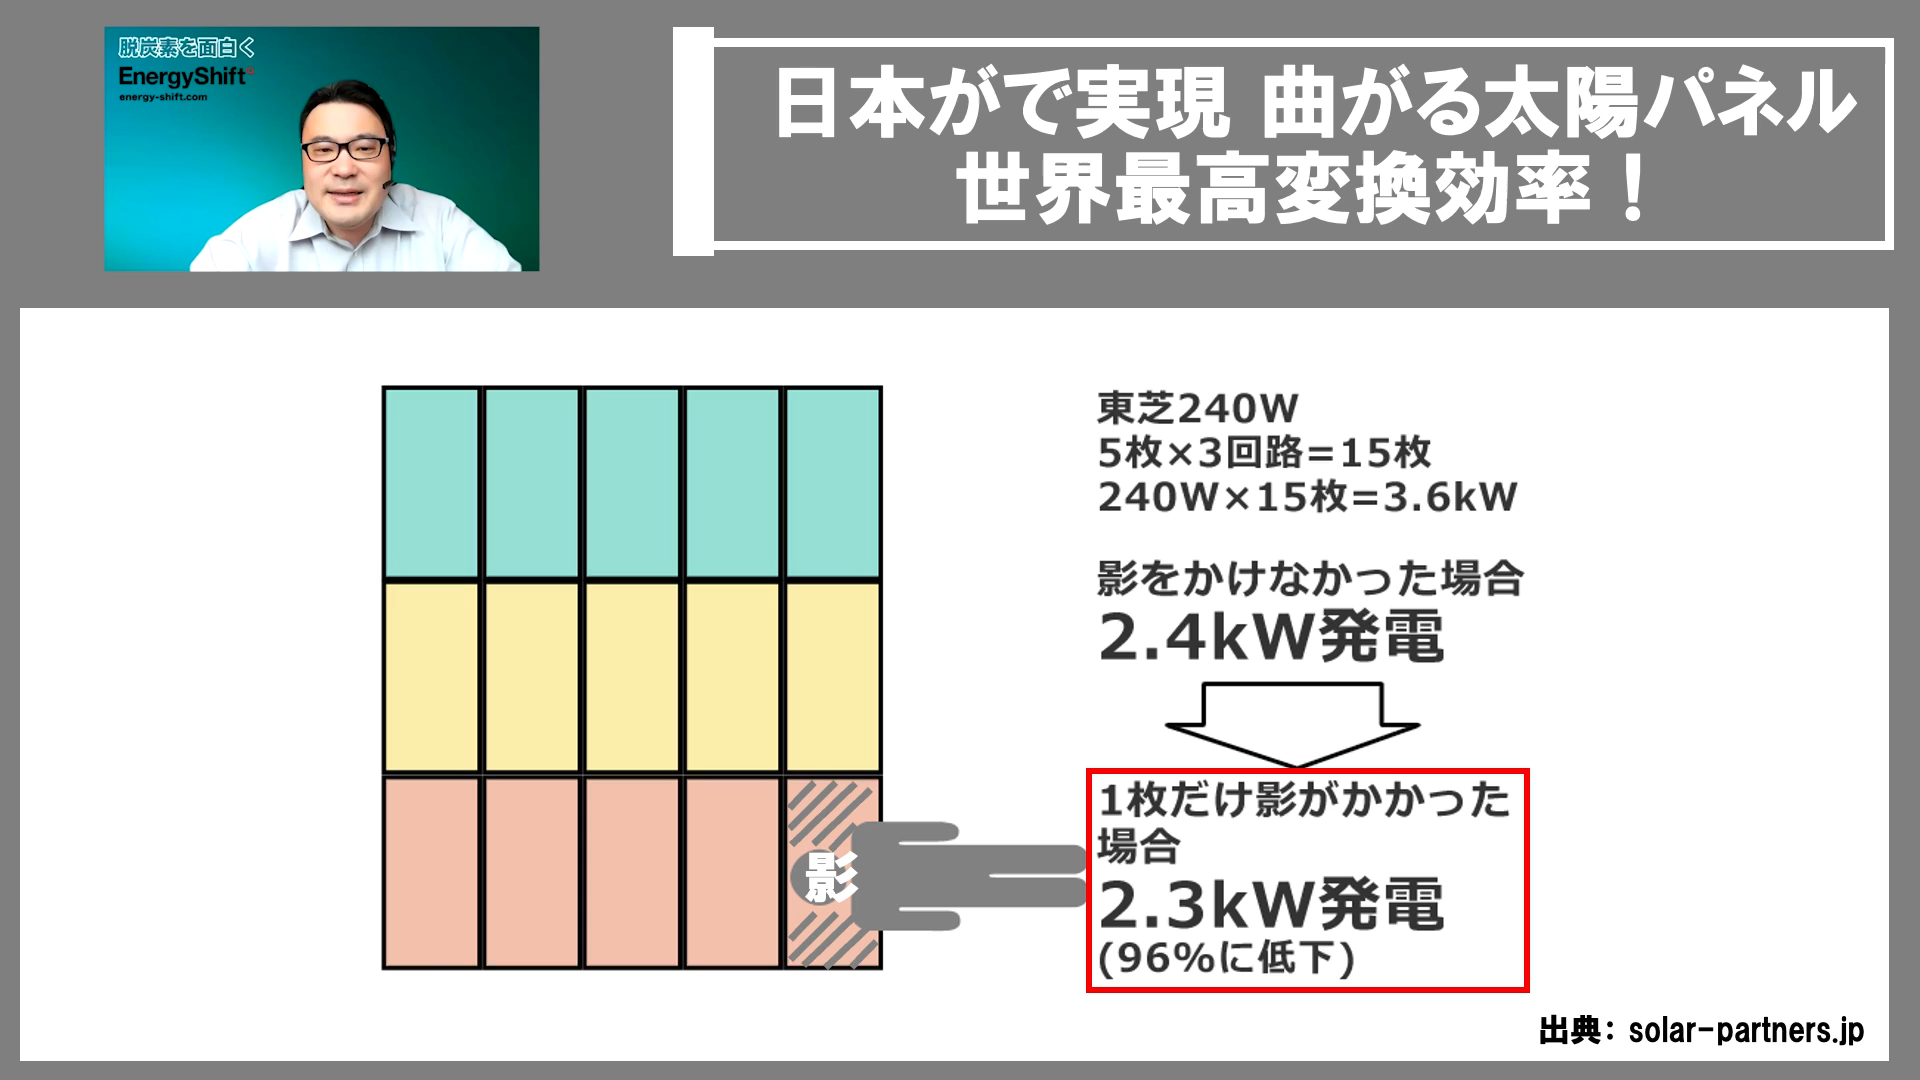 脱炭素を面白く
EnergyShift
energy-shift.com
日本がで実現 曲がる太陽パネル
世界最高変換効率！
東芝240W
5枚×3回路=15枚
240W×15枚=3.6kW
影をかけなかった場合
2.4kW発電
1枚だけ影がかかった
場合
2.3kW発電
(96%に低下)
影
出典：solar-partners.jp